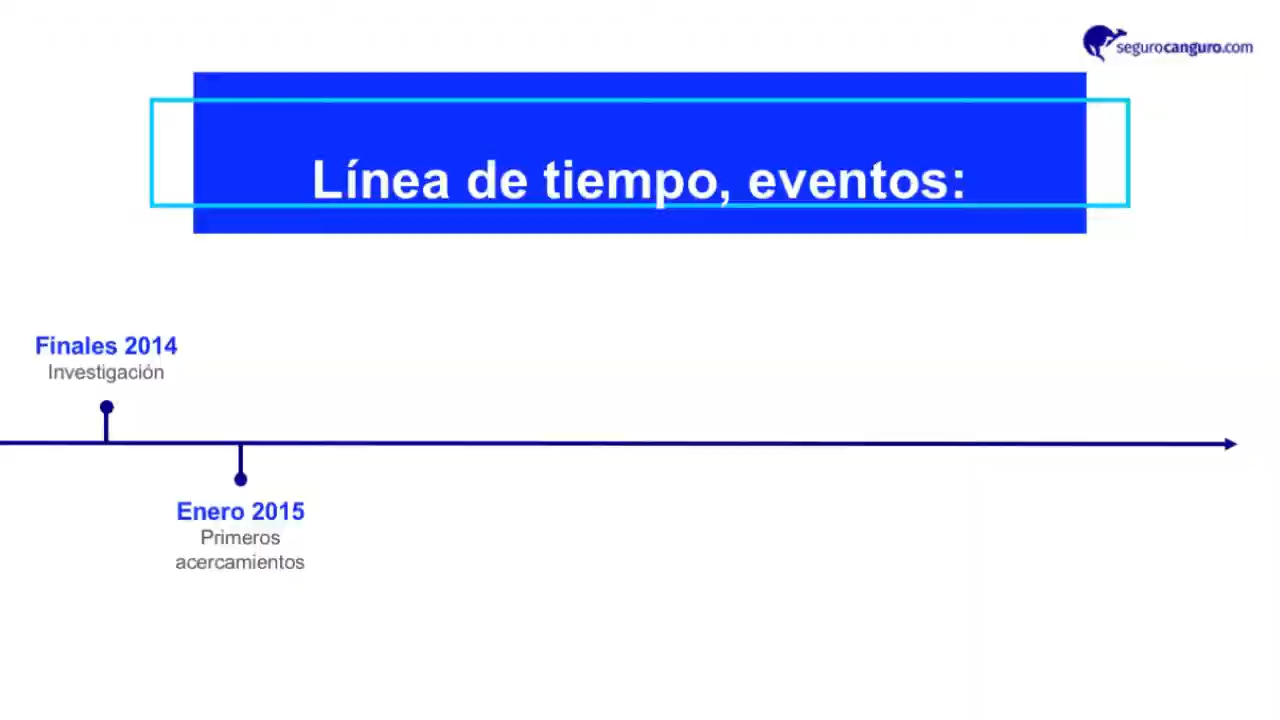 segurocanguro.com
Línea de tiempo, eventos:
Finales 2014
Investigación
Enero 2015
Primeros
acercamientos